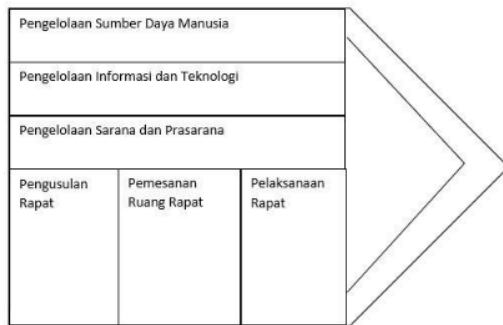 Pengelolaan Sumber Daya Manusia
Pengelolaan Informasi dan Teknologi
Pengelolaan Sarana dan Prasarana
Pengusulan
Rapat
Pemesanan
Ruang Rapat
Pelaksanaan
Rapat